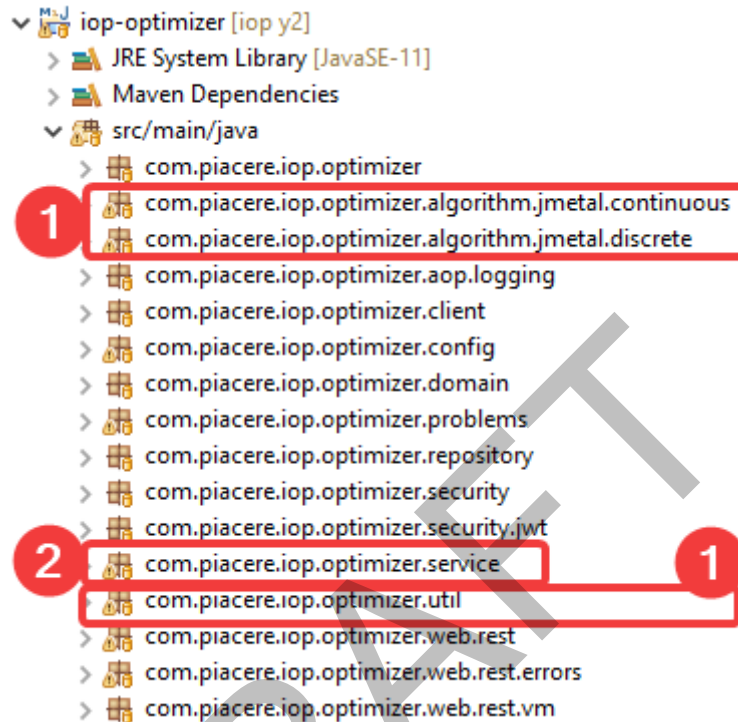 iop-optimizer [iop y2]
JRE System Library [JavaSE-11]
Maven Dependencies
src/main/java
com.piacere.iop.optimizer
1 com.piacere.iop.optimizer.algorithm.jmetal.continuous
com.piacere.iop.optimizer.algorithm.jmetal.discrete
com.piacere.iop.optimizer.aop.logging
com.piacere.iop.optimizer.client
com.piacere.iop.optimizer.config
com.piacere.iop.optimizer.domain
com.piacere.iop.optimizer.problems
com.piacere.iop.optimizer.repository
com.piacere.iop.optimizer.security
com.piacere.iop.optimizer.security.jwt
2 com.piacere.iop.optimizer.service 1
com.piacere.iop.optimizer.util
com.piacere.iop.optimizer.web.rest
com.piacere.iop.optimizer.web.rest.errors
com.piacere.iop.optimizer.web.rest.vm